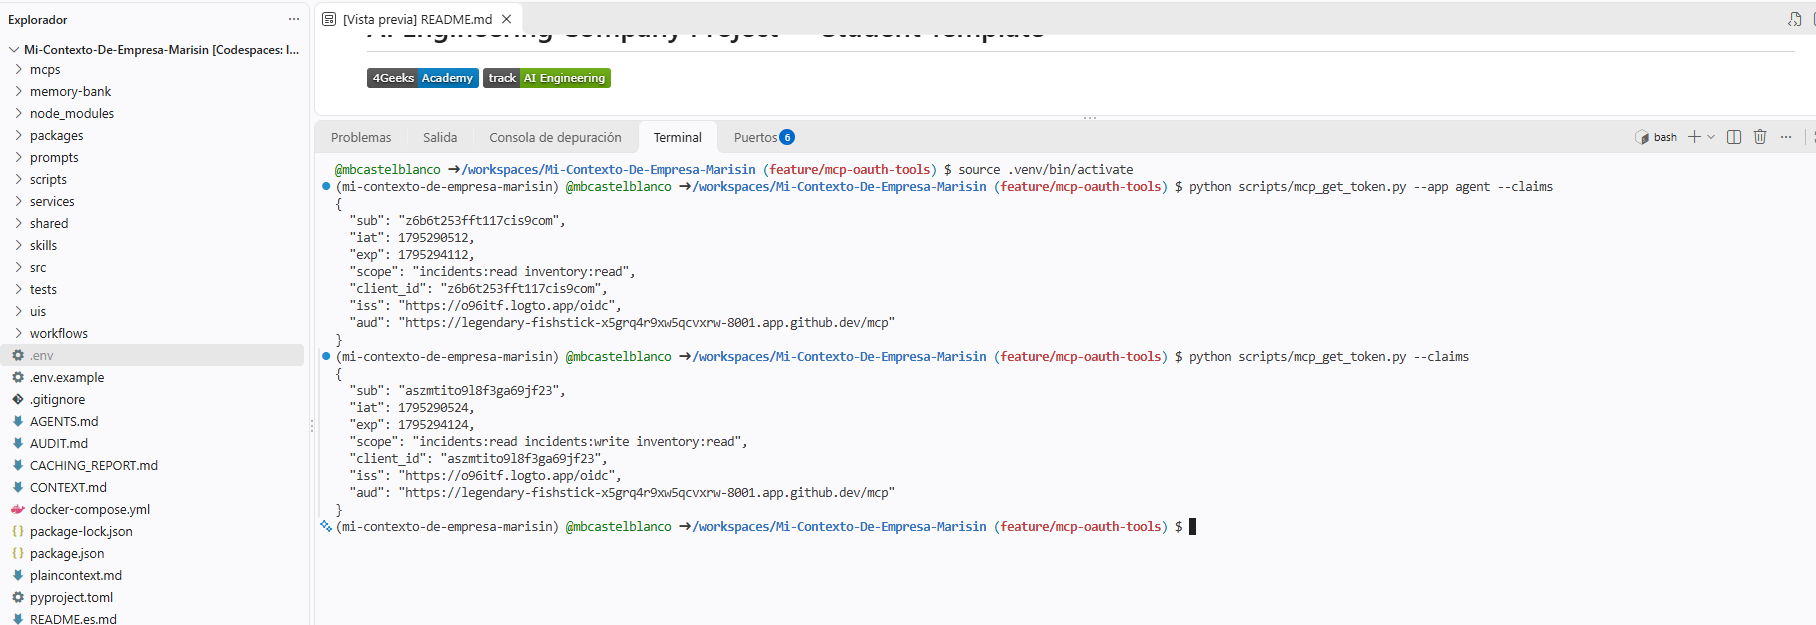 Explorador
···
Mi-Contexto-De-Empresa-Marisin [Codespaces: l...
mcps
memory-bank
node_modules
packages
prompts
scripts
services
shared
skills
src
tests
uis
workflows
.env
.env.example
.gitignore
AGENTS.md
AUDIT.md
CACHING_REPORT.md
CONTEXT.md
docker-compose.yml
package-lock.json
package.json
plaincontext.md
pyproject.toml
README.es.md
[Vista previa] README.md
AI Engineering Company Project — Student Template
4Geeks Academy track AI Engineering
Problemas Salida Consola de depuración Terminal Puertos 6
bash
@mbcastelblanco →/workspaces/Mi-Contexto-De-Empresa-Marisin (feature/mcp-oauth-tools) $ source .venv/bin/activate
(mi-contexto-de-empresa-marisin) @mbcastelblanco →/workspaces/Mi-Contexto-De-Empresa-Marisin (feature/mcp-oauth-tools) $ python scripts/mcp_get_token.py --app agent --claims
{
"sub": "z6b6t253fft117cis9com",
"iat": 1795290512,
"exp": 1795294112,
"scope": "incidents:read inventory:read",
"client_id": "z6b6t253fft117cis9com",
"iss": "https://o96itf.logto.app/oidc",
"aud": "https://legendary-fishstick-x5grq4r9xw5qcvxrw-8001.app.github.dev/mcp"
}
(mi-contexto-de-empresa-marisin) @mbcastelblanco →/workspaces/Mi-Contexto-De-Empresa-Marisin (feature/mcp-oauth-tools) $ python scripts/mcp_get_token.py --claims
{
"sub": "aszmtito9l8f3ga69jf23",
"iat": 1795290524,
"exp": 1795294124,
"scope": "incidents:read incidents:write inventory:read",
"client_id": "aszmtito9l8f3ga69jf23",
"iss": "https://o96itf.logto.app/oidc",
"aud": "https://legendary-fishstick-x5grq4r9xw5qcvxrw-8001.app.github.dev/mcp"
}
(mi-contexto-de-empresa-marisin) @mbcastelblanco →/workspaces/Mi-Contexto-De-Empresa-Marisin (feature/mcp-oauth-tools) $